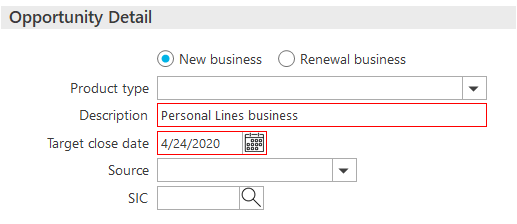 Opportunity Detail
New business Renewal business
Product type
Description Personal Lines business
Target close date 4/24/2020
Source
SIC